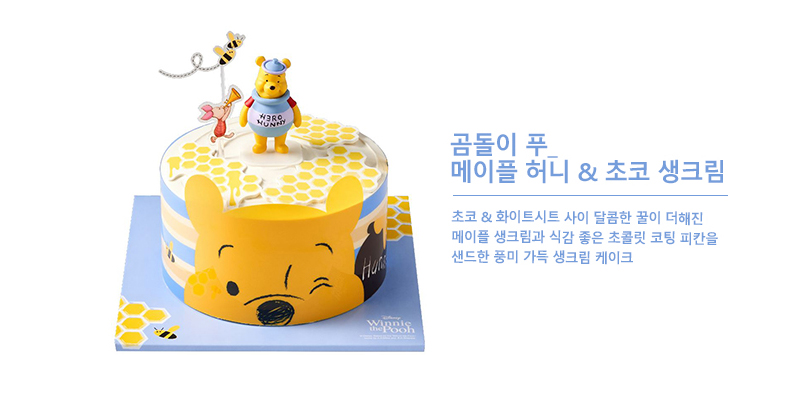 곰돌이 푸_
메이플 허니 & 초코 생크림
초코 & 화이트시트 사이 달콤한 꿀이 더해진
메이플 생크림과 식감 좋은 초콜릿 코팅 피칸을
샌드한 풍미 가득 생크림 케이크
HERO
HUNNY
Disney
Winnie
the Pooh